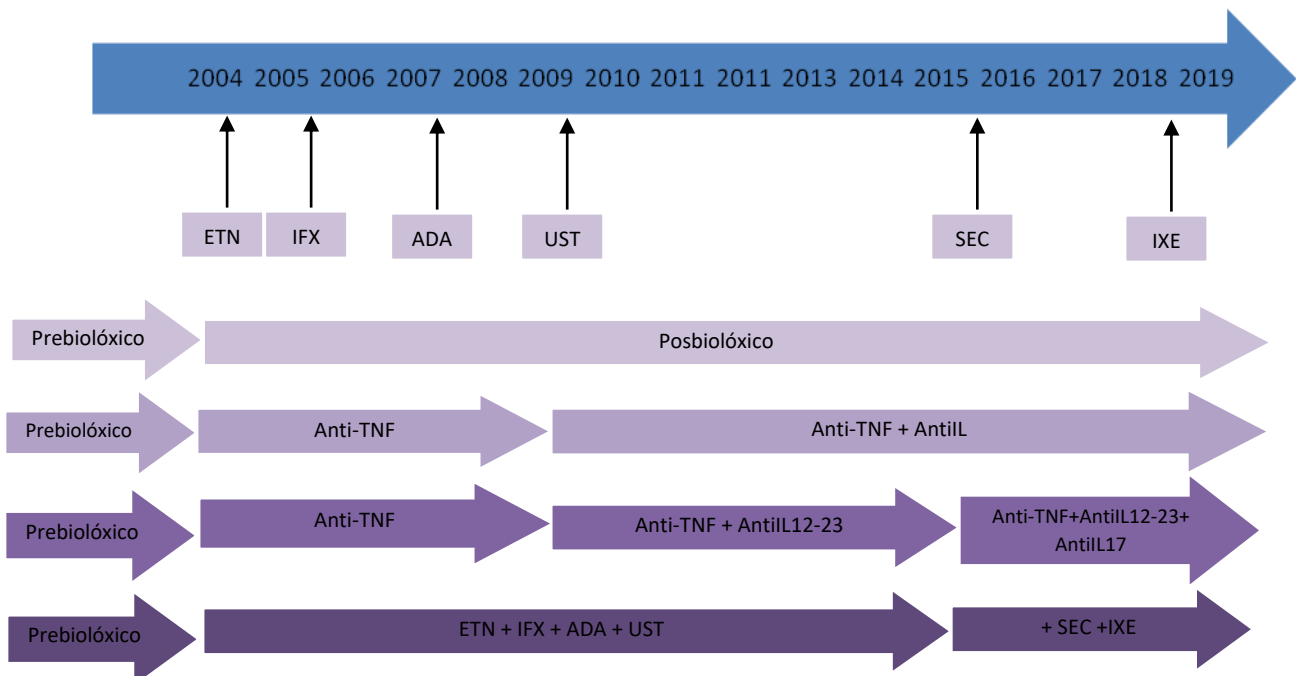 2004 2005 2006 2007 2008 2009 2010 2011 2011 2013 2014 2015 2016 2017 2018 2019
ETN IFX ADA UST SEC IXE
Prebiolóxico Posbiolóxico
Prebiolóxico Anti-TNF Anti-TNF + AntiIL
Prebiolóxico Anti-TNF Anti-TNF + AntiIL12-23 Anti-TNF+AntiIL12-23+
AntiIL17
Prebiolóxico ETN + IFX + ADA + UST + SEC +IXE